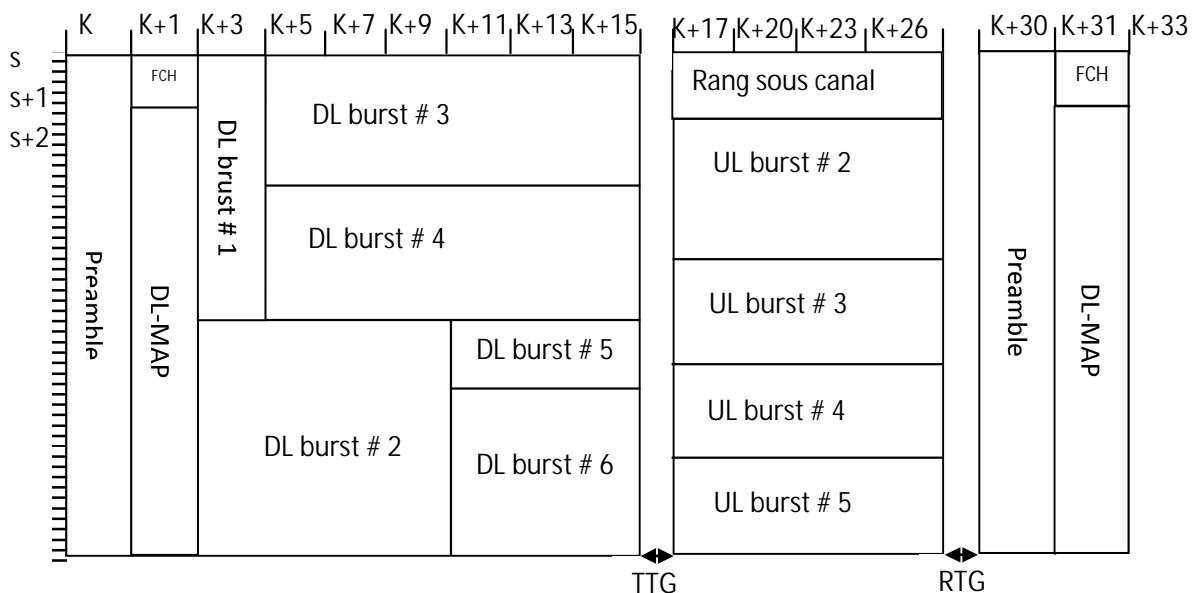 K K+1 K+3 K+5 K+7 K+9 K+11 K+13 K+15 K+17 K+20 K+23 K+26 K+30 K+31 K+33
S
S+1
S+2
Preamble
FCH
DL-MAP
DL brust # 1
DL burst # 3
DL burst # 4
DL burst # 2
DL burst # 5
DL burst # 6
TTG
Rang sous canal
UL burst # 2
UL burst # 3
UL burst # 4
UL burst # 5
RTG
Preamble
FCH
DL-MAP